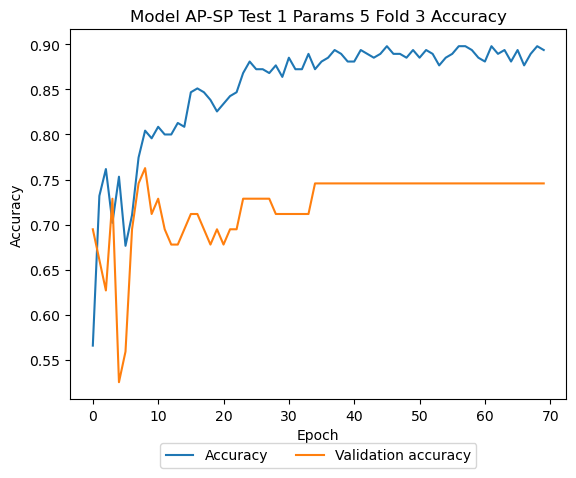 Model AP-SP Test 1 Params 5 Fold 3 Accuracy
Accuracy
0.90
0.85
0.80
0.75
0.70
0.65
0.60
0.55
0 10 20 30 40 50 60 70
Epoch
Accuracy Validation accuracy